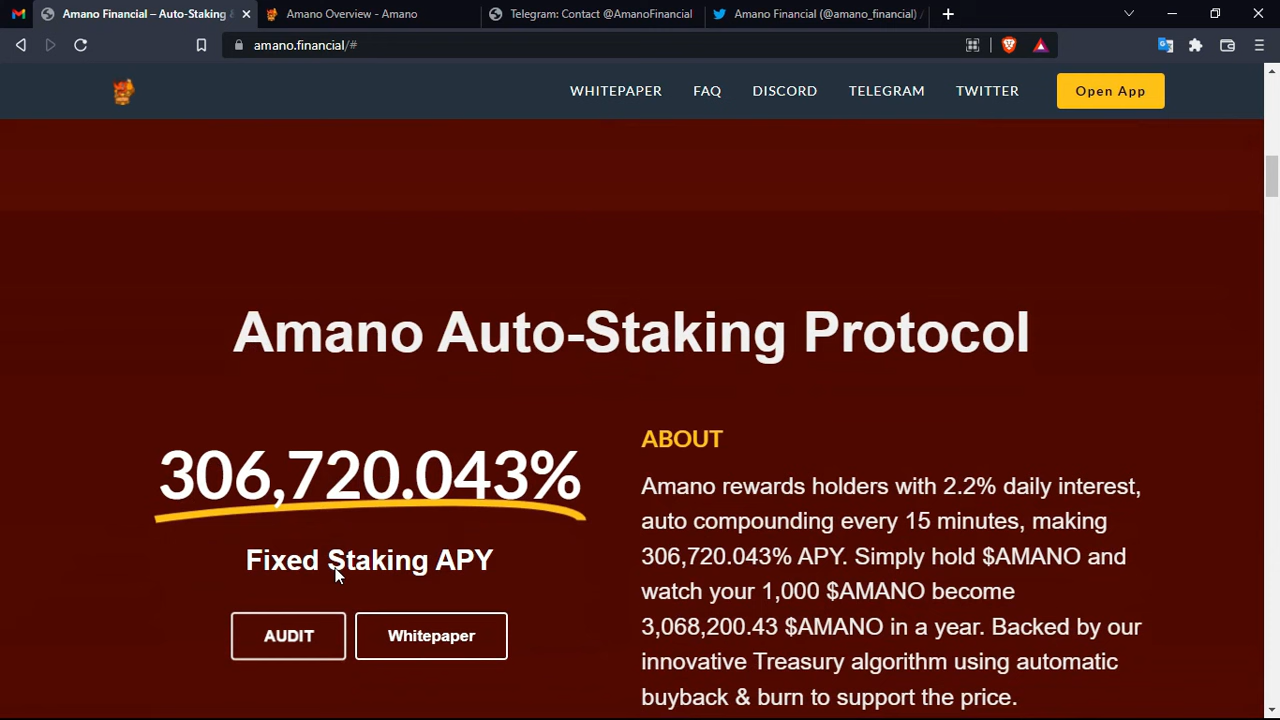 Amano Financial – Auto-Staking &
Amano Overview - Amano
Telegram: Contact @AmanoFinancial
Amano Financial (@amano_financial) /
amano.financial/#
WHITEPAPER
FAQ
DISCORD
TELEGRAM
TWITTER
Open App
Amano Auto-Staking Protocol
306,720.043%
Fixed Staking APY
AUDIT
Whitepaper
ABOUT
Amano rewards holders with 2.2% daily interest,
auto compounding every 15 minutes, making
306,720.043% APY. Simply hold $AMANO and
watch your 1,000 $AMANO become
3,068,200.43 $AMANO in a year. Backed by our
innovative Treasury algorithm using automatic
buyback & burn to support the price.